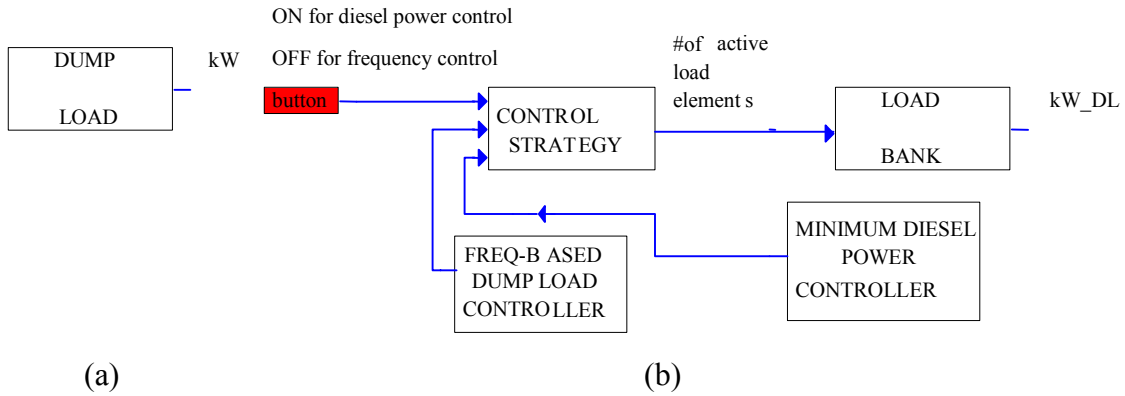 ON for diesel power control
OFF for frequency control
DUMP
LOAD
kW
button
CONTROL
STRATEGY
#of active
load
element s
LOAD
BANK
kW_DL
FREQ-B ASED
DUMP LOAD
CONTROLLER
MINIMUM DIESEL
POWER
CONTROLLER
(a)
(b)